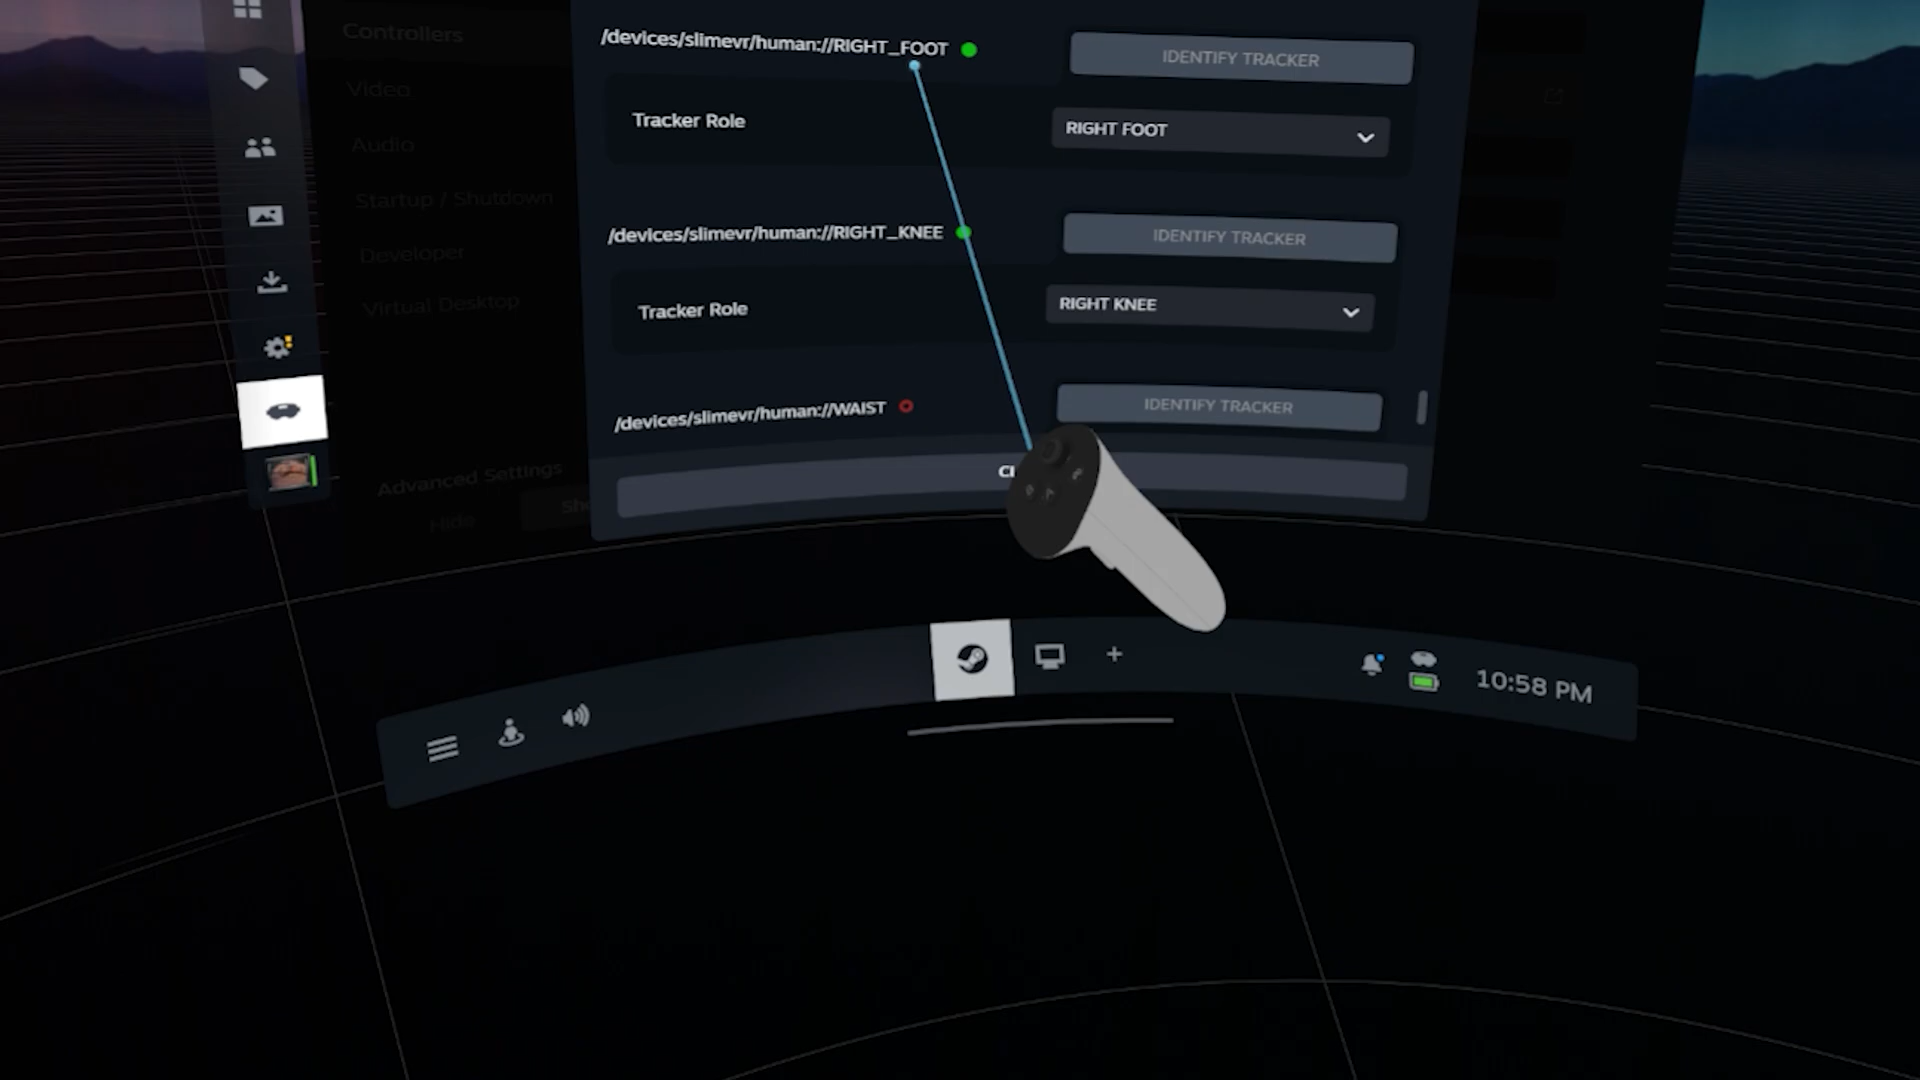 Controllers
Video
Audio
Startup / Shutdown
Developer
Virtual Desktop
Advanced Settings
Hide
/devices/slimevr/human://RIGHT_FOOT
IDENTIFY TRACKER
Tracker Role
RIGHT FOOT
/devices/slimevr/human://RIGHT_KNEE
IDENTIFY TRACKER
Tracker Role
RIGHT KNEE
/devices/slimevr/human://WAIST
IDENTIFY TRACKER
10:58 PM